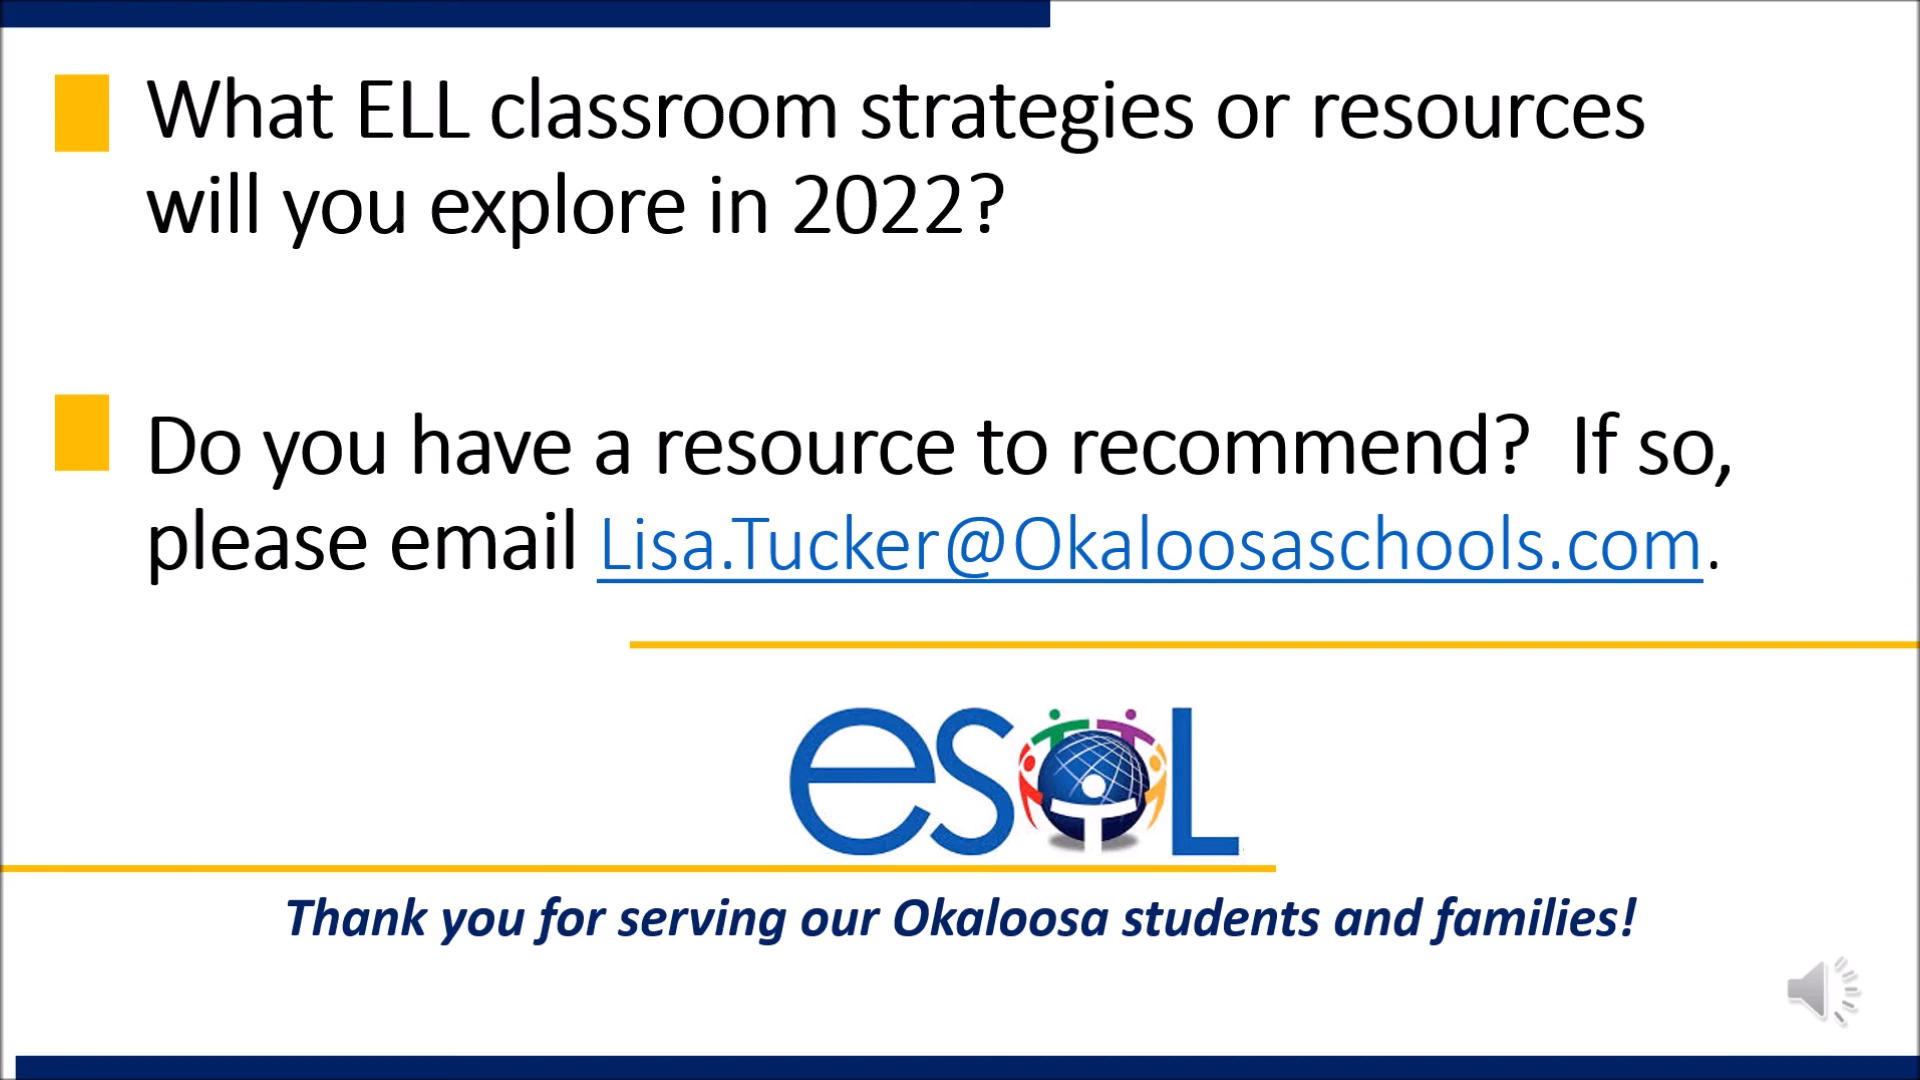 What ELL classroom strategies or resources
will you explore in 2022?
Do you have a resource to recommend?  If so,
please email Lisa.Tucker@Okaloosaschools.com.
esOL
Thank you for serving our Okaloosa students and families!